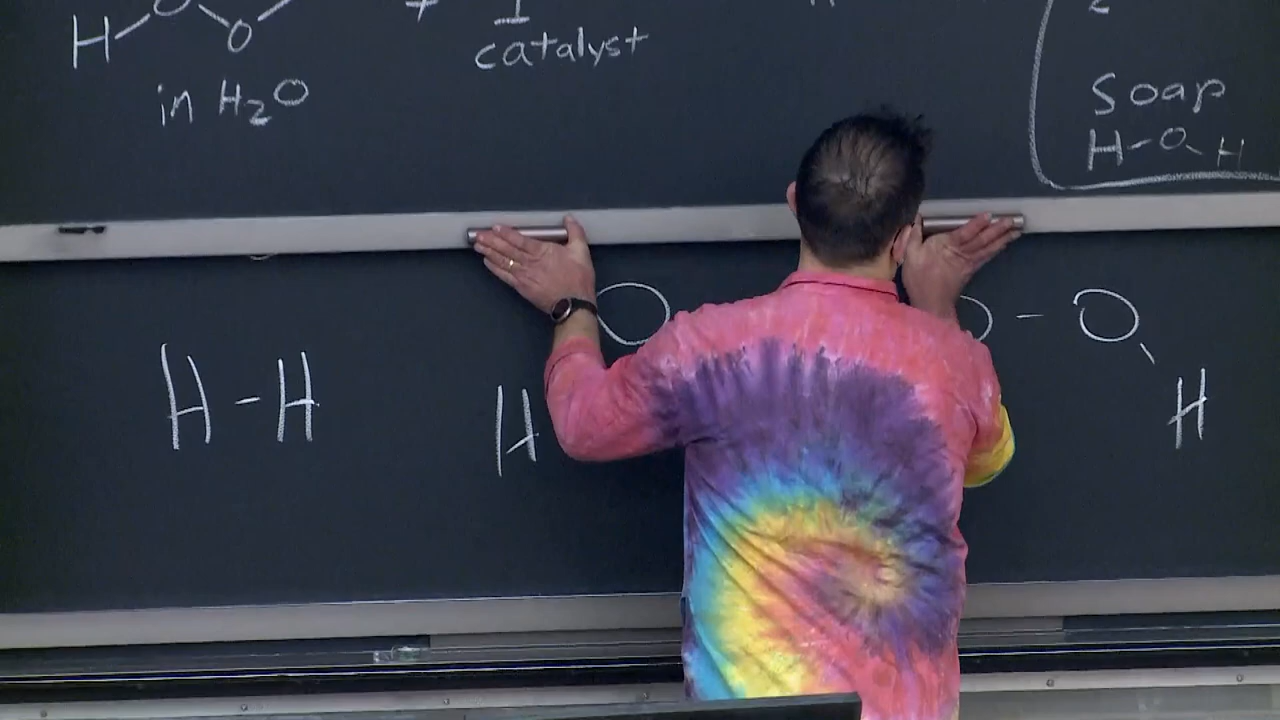 H O
in H₂O
I
catalyst
Soap
H-O-H
H-H
H O
O-O
H